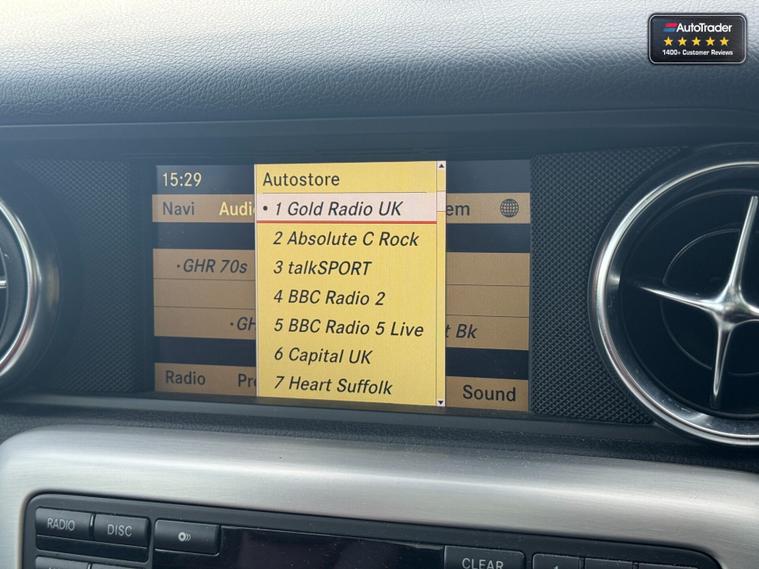 AutoTrader
1400+ Customer Reviews
15:29
Autostore
Navi
Audi
• 1 Gold Radio UK
em
2 Absolute C Rock
•GHR 70s
3 talkSPORT
4 BBC Radio 2
•GH
5 BBC Radio 5 Live
t Bk
6 Capital UK
Radio
Pr
7 Heart Suffolk
Sound
RADIO
DISC
CLEAR